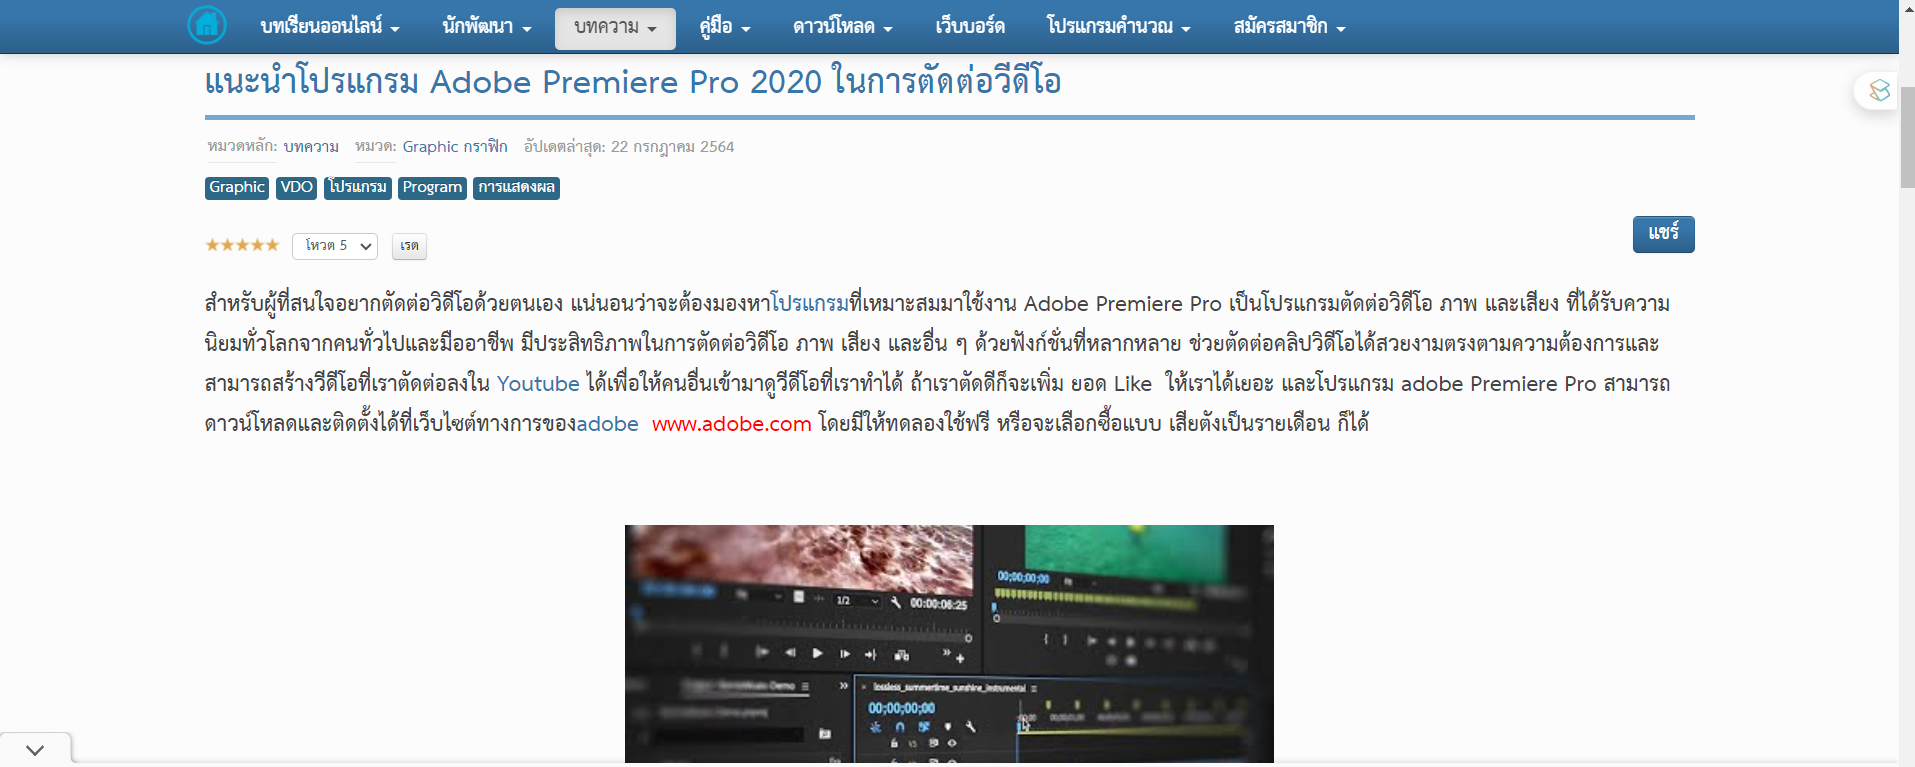 บทเรียนออนไลน์ นักพัฒนา บทความ คู่มือ ดาวน์โหลด เว็บบอร์ด โปรแกรมคำนวณ สมัครสมาชิก
แนะนำโปรแกรม Adobe Premiere Pro 2020 ในการตัดต่อวีดีโอ
หมวดหลัก: บทความ หมวด: Graphic กราฟิก อัปเดตล่าสุด: 22 กรกฎาคม 2564
Graphic VDO โปรแกรม Program การแสดงผล
แชร์
โหวต 5 เรต
สำหรับผู้ที่สนใจอยากตัดต่อวิดีโอด้วยตนเอง แน่นอนว่าจะต้องมองหาโปรแกรมที่เหมาะสมมาใช้งาน Adobe Premiere Pro เป็นโปรแกรมตัดต่อวิดีโอ ภาพ และเสียง ที่ได้รับความ
นิยมทั่วโลกจากคนทั่วไปและมืออาชีพ มีประสิทธิภาพในการตัดต่อวิดีโอ ภาพ เสียง และอื่น ๆ ด้วยฟังก์ชั่นที่หลากหลาย ช่วยตัดต่อคลิปวิดีโอได้สวยงามตรงตามความต้องการและ
สามารถสร้างวีดีโอที่เราตัดต่อลงใน Youtube ได้เพื่อให้คนอื่นเข้ามาดูวีดีโอที่เราทำได้ ถ้าเราตัดดีก็จะเพิ่ม ยอด Like ให้เราได้เยอะ และโปรแกรม adobe Premiere Pro สามารถ
ดาวน์โหลดและติดตั้งได้ที่เว็บไซต์ทางการของadobe www.adobe.com โดยมีให้ทดลองใช้ฟรี หรือจะเลือกซื้อแบบ เสียตังเป็นรายเดือน ก็ได้
00;00;00;00
1/2 00:00:06:25
lossless_summertime_sunshine_instrumental
00;00;00;00